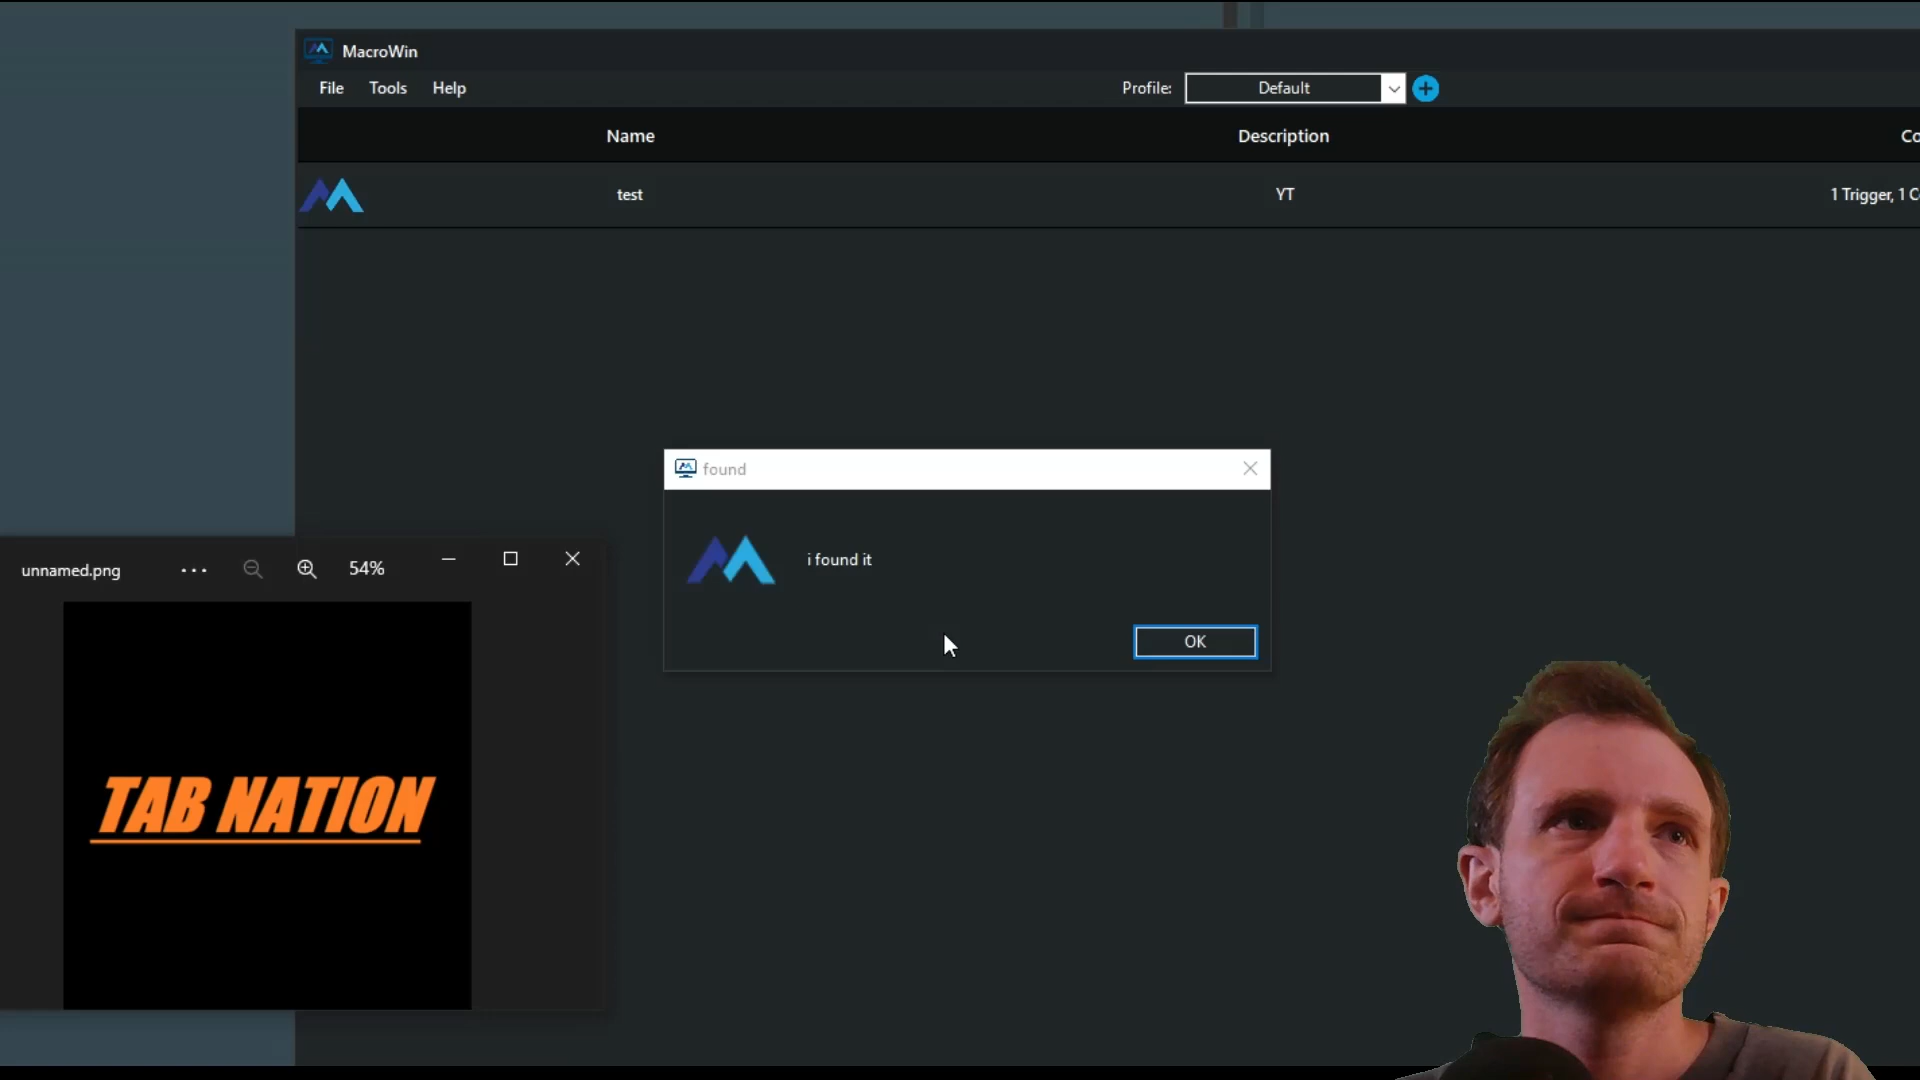 MacroWin
File Tools Help
Profile: Default
Name Description Co
test YT 1 Trigger, 1 C
found
i found it
OK
unnamed.png ... 54%
TAB NATION